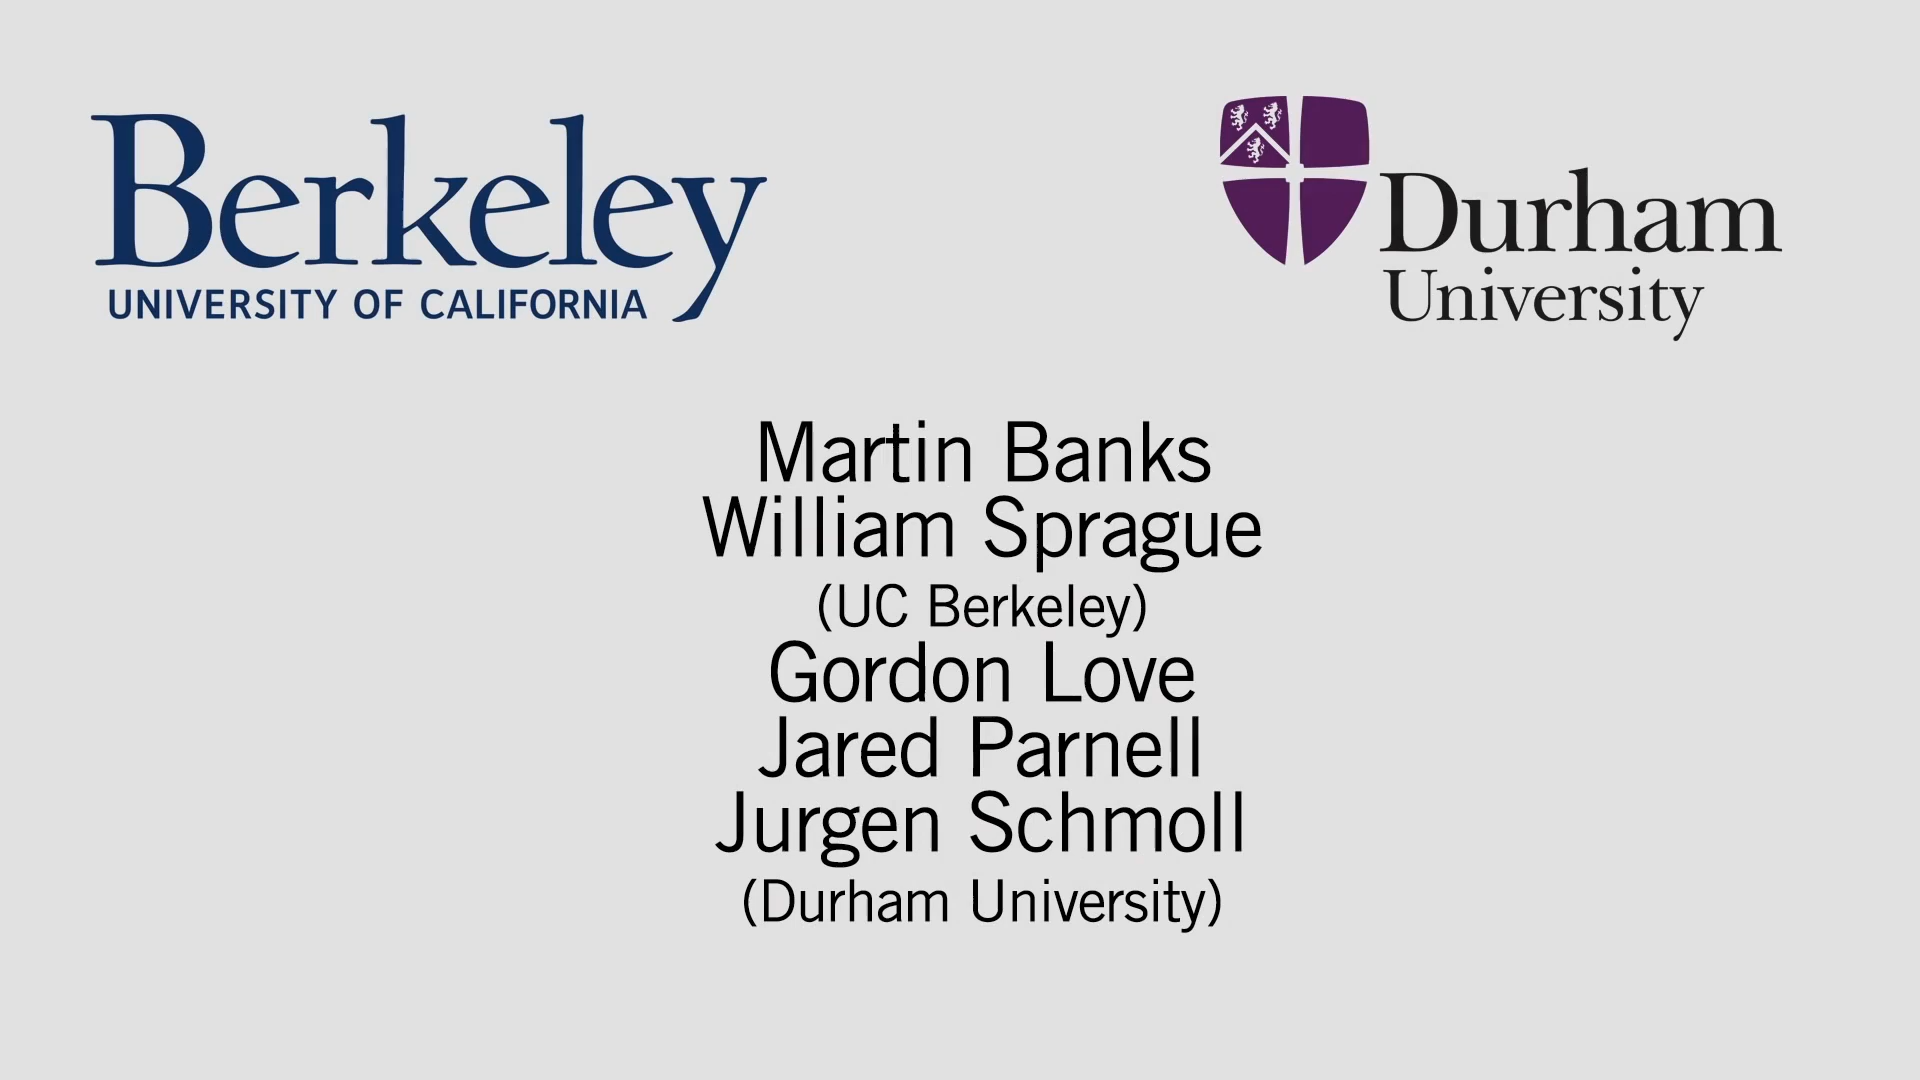 Berkeley
UNIVERSITY OF CALIFORNIA
Durham
University
Martin Banks
William Sprague
(UC Berkeley)
Gordon Love
Jared Parnell
Jurgen Schmoll
(Durham University)